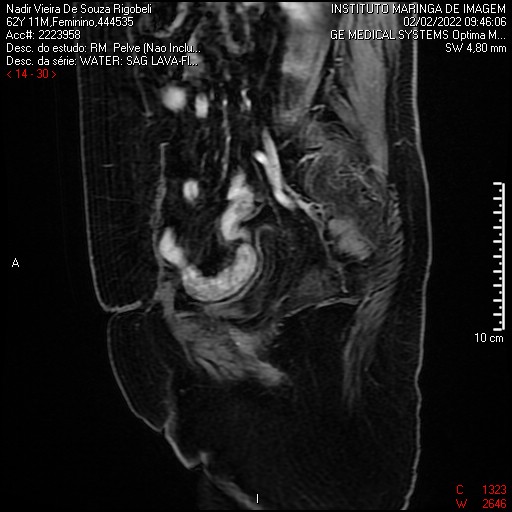 Nadir Vieira De Souza Rigobeli
62Y 11M,Feminino,444535
Acc#: 2223958
Desc. do estudo: RM Pelve (Nao Inclu...
Desc. da série: WATER: SAG LAVA-Fl...
< 14 - 30 >
INSTITUTO MARINGA DE IMAGEM
02/02/2022 09:46:06
GE MEDICAL SYSTEMS Optima M...
SW 4,80 mm
A
10 cm
I
C 1323
W 2646